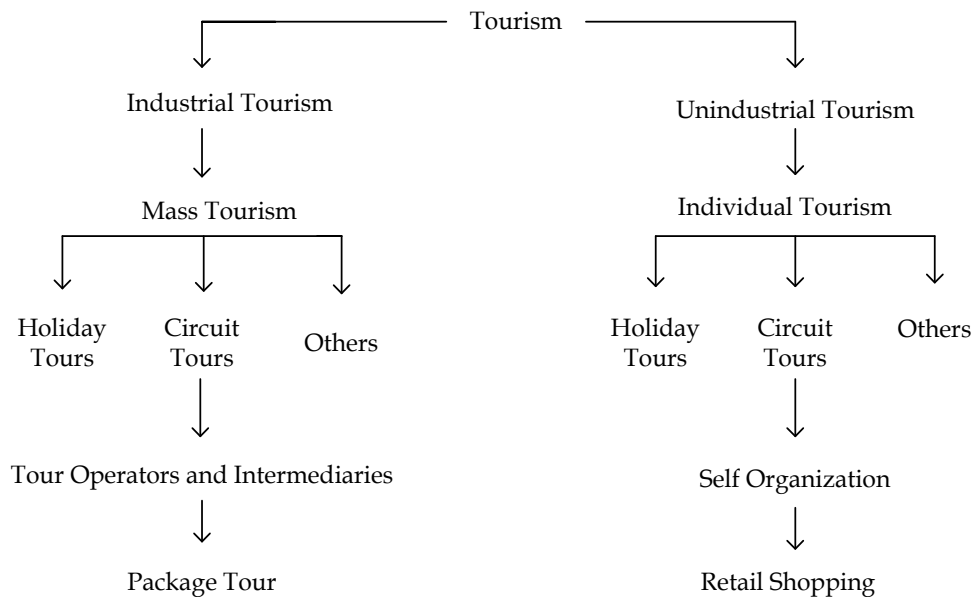 Tourism
Industrial Tourism
Unindustrial Tourism
Mass Tourism
Individual Tourism
Holiday
Tours
Circuit
Tours
Others
Holiday
Tours
Circuit
Tours
Others
Tour Operators and Intermediaries
Self Organization
Package Tour
Retail Shopping